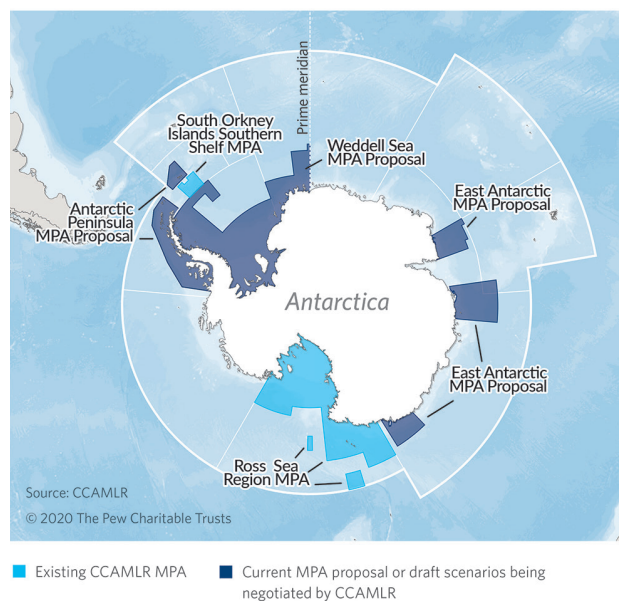 Prime meridian
South Orkney
Islands Southern
Shelf MPA
Weddell Sea
MPA Proposal
East Antarctic
MPA Proposal
Antarctic
Peninsula
MPA Proposal
Antarctica
East Antarctic
MPA Proposal
Ross Sea
Region MPA
Source: CCAMLR
© 2020 The Pew Charitable Trusts
Existing CCAMLR MPA
Current MPA proposal or draft scenarios being
negotiated by CCAMLR